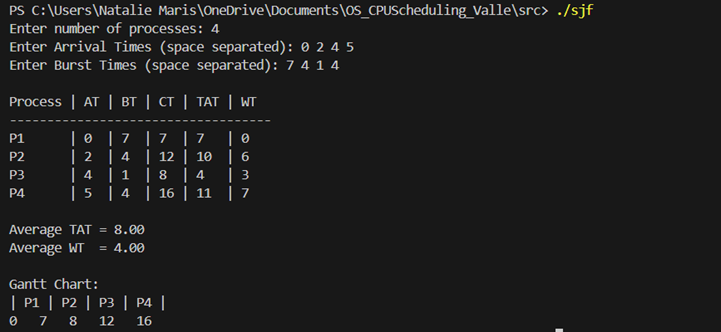 PS C:\Users\Natalie Maris\OneDrive\Documents\OS_CPUScheduling_Valle\src> ./sjf
Enter number of processes: 4
Enter Arrival Times (space separated): 0 2 4 5
Enter Burst Times (space separated): 7 4 1 4

Process | AT | BT | CT | TAT | WT
-----------------------------------
P1      | 0  | 7  | 7  | 7   | 0
P2      | 2  | 4  | 12 | 10  | 6
P3      | 4  | 1  | 8  | 4   | 3
P4      | 5  | 4  | 16 | 11  | 7

Average TAT = 8.00
Average WT  = 4.00

Gantt Chart:
| P1 | P2 | P3 | P4 |
0   7   8   12   16